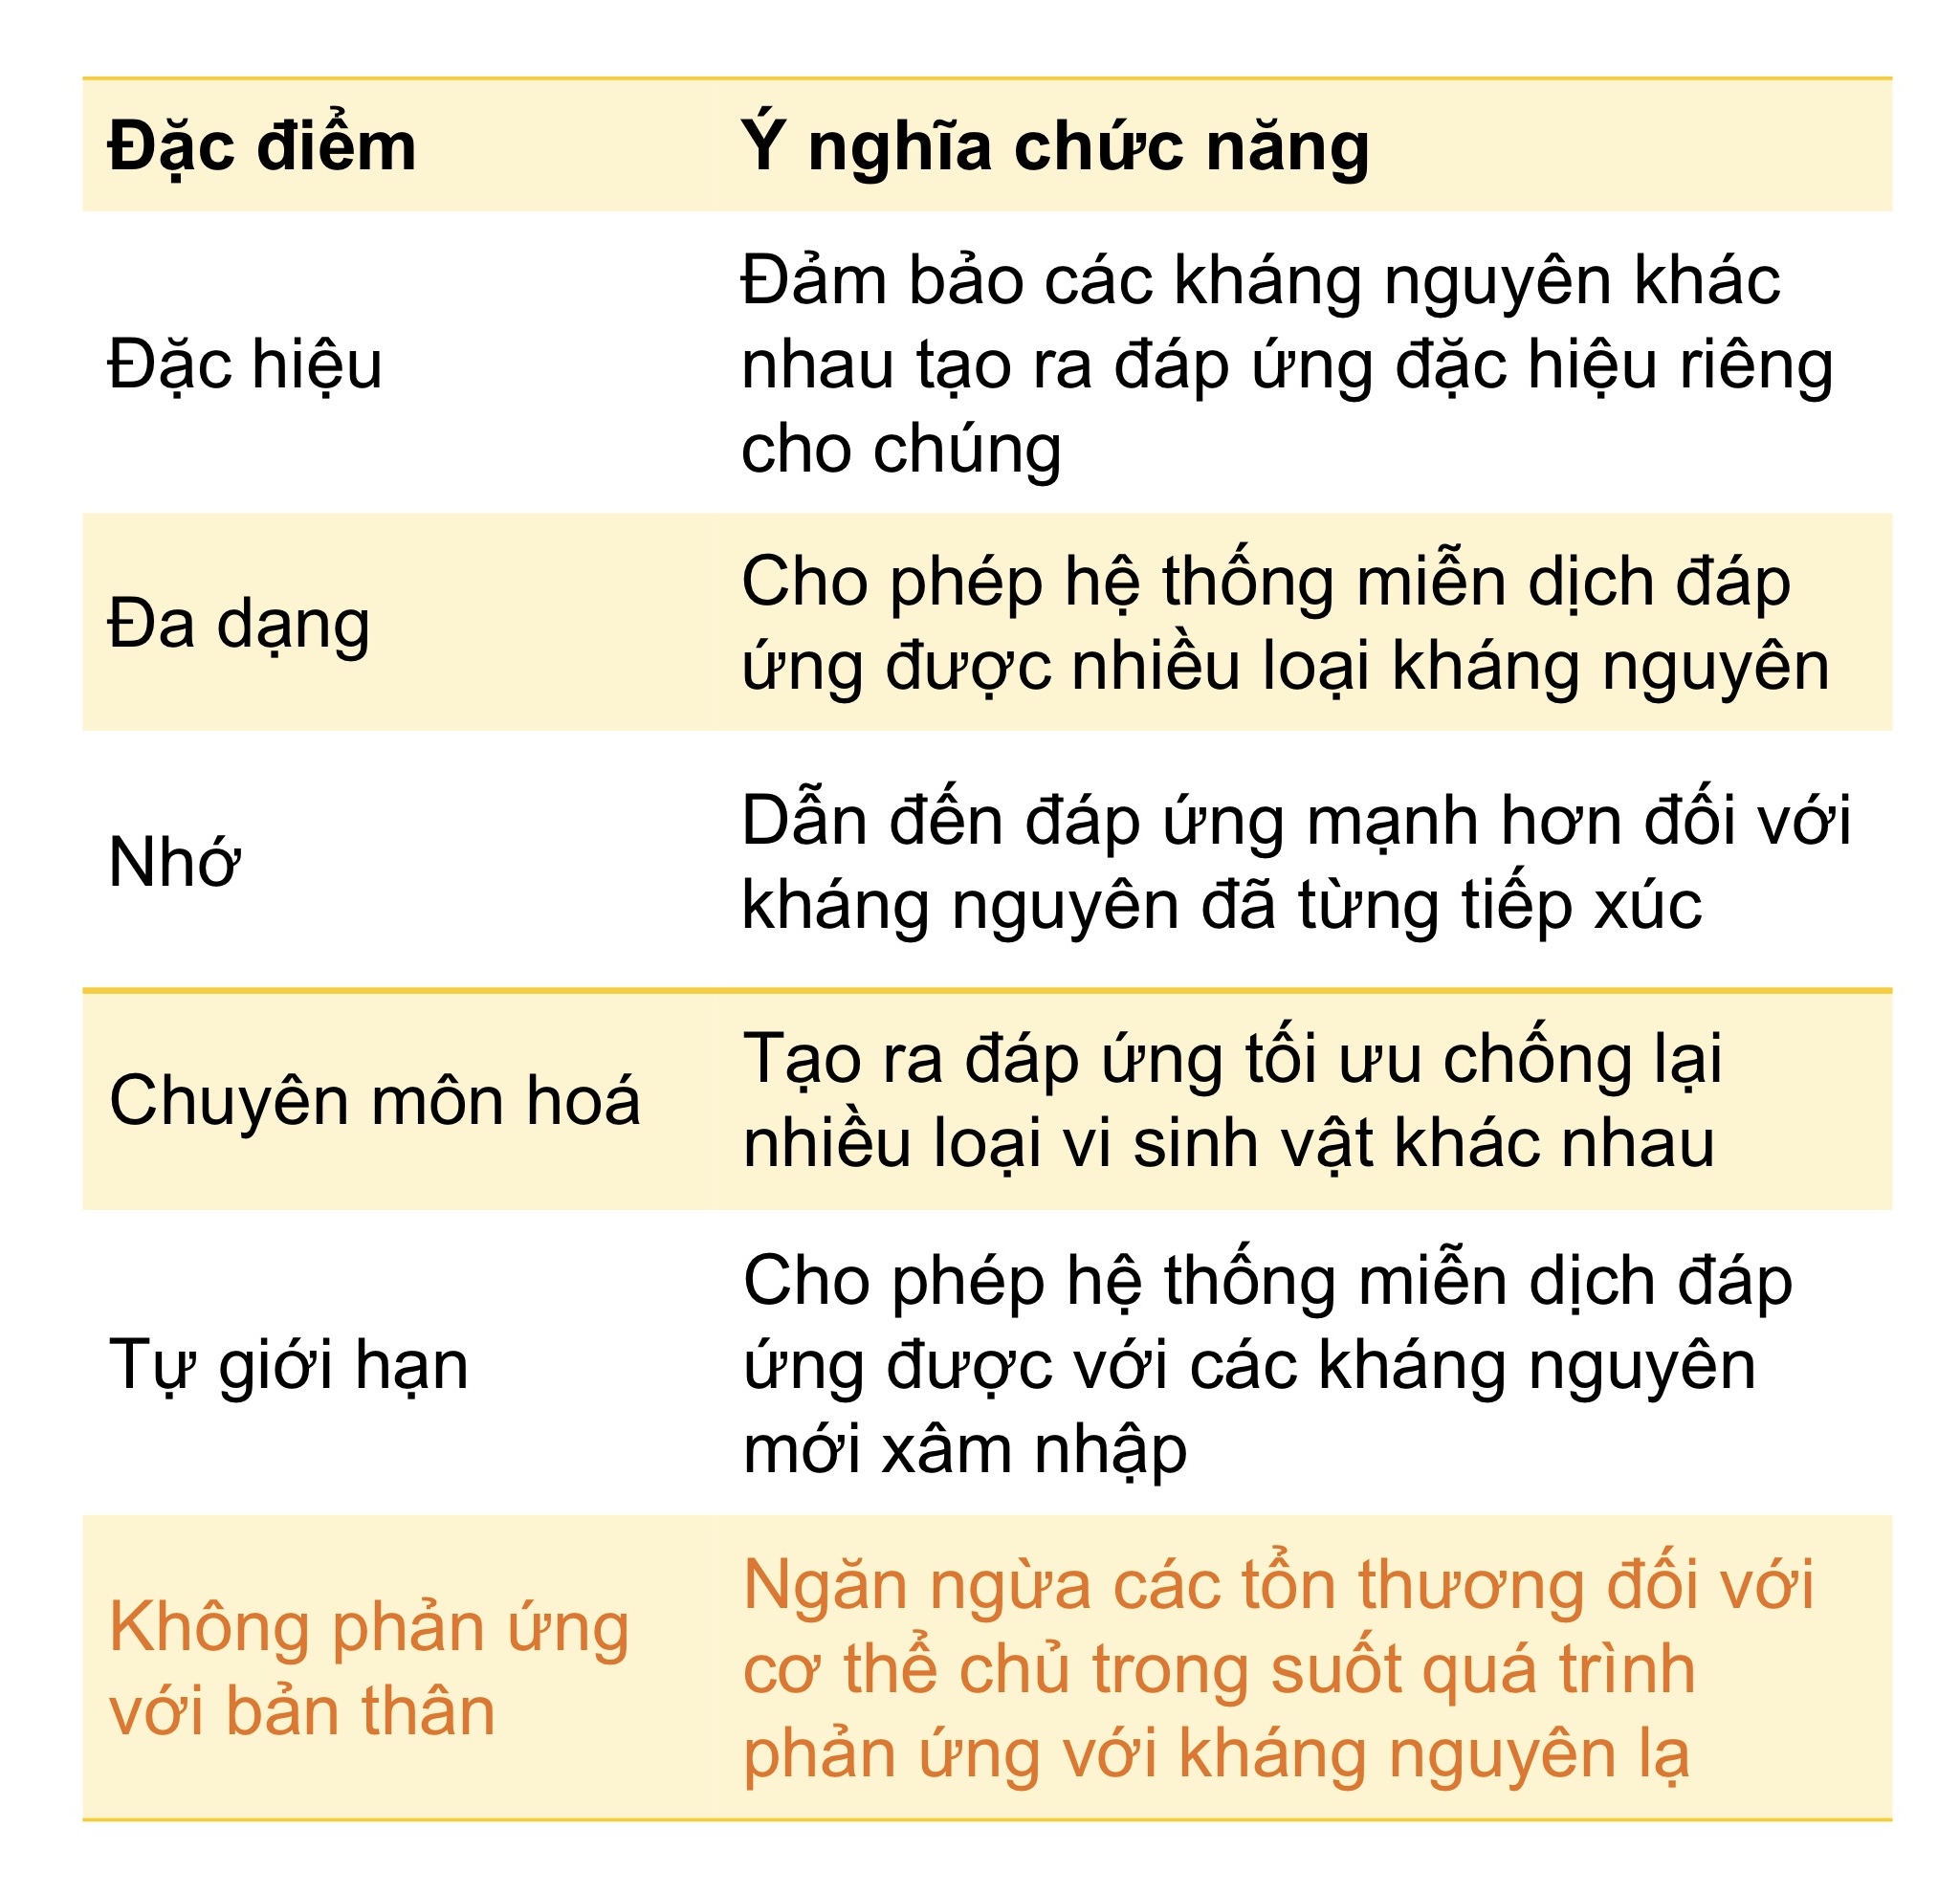 Đặc điểm
Ý nghĩa chức năng
Đặc hiệu
Đảm bảo các kháng nguyên khác
nhau tạo ra đáp ứng đặc hiệu riêng
cho chúng
Đa dạng
Cho phép hệ thống miễn dịch đáp
ứng được nhiều loại kháng nguyên
Nhớ
Dẫn đến đáp ứng mạnh hơn đối với
kháng nguyên đã từng tiếp xúc
Chuyên môn hoá
Tạo ra đáp ứng tối ưu chống lại
nhiều loại vi sinh vật khác nhau
Tự giới hạn
Cho phép hệ thống miễn dịch đáp
ứng được với các kháng nguyên
mới xâm nhập
Không phản ứng
với bản thân
Ngăn ngừa các tổn thương đối với
cơ thể chủ trong suốt quá trình
phản ứng với kháng nguyên lạ